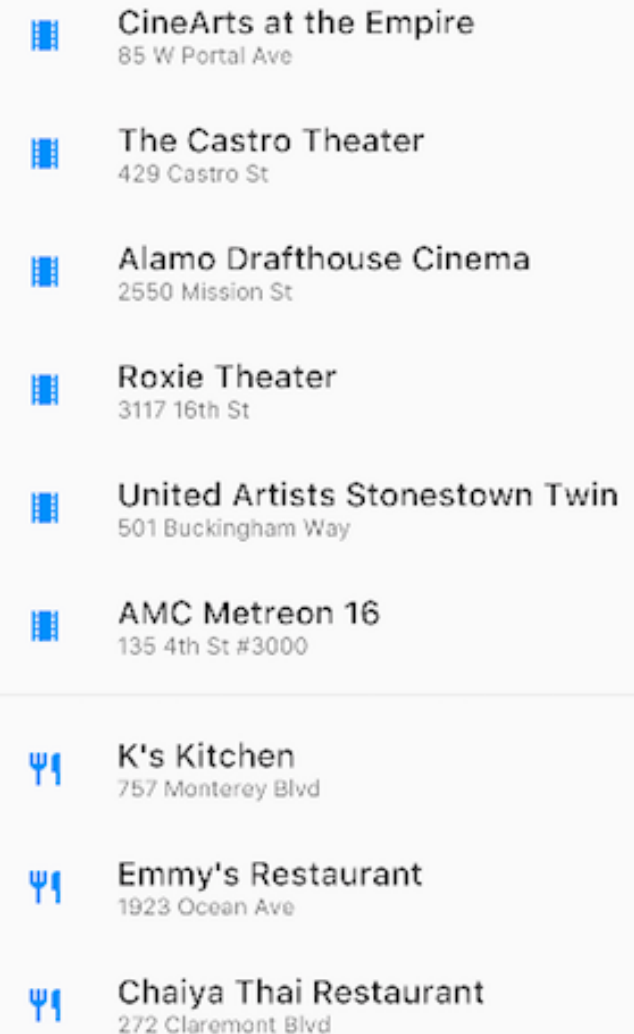 CineArts at the Empire
85 W Portal Ave
The Castro Theater
429 Castro St
Alamo Drafthouse Cinema
2550 Mission St
Roxie Theater
3117 16th St
United Artists Stonestown Twin
501 Buckingham Way
AMC Metreon 16
135 4th St #3000
K's Kitchen
757 Monterey Blvd
Emmy's Restaurant
1923 Ocean Ave
Chaiya Thai Restaurant
272 Claremont Blvd